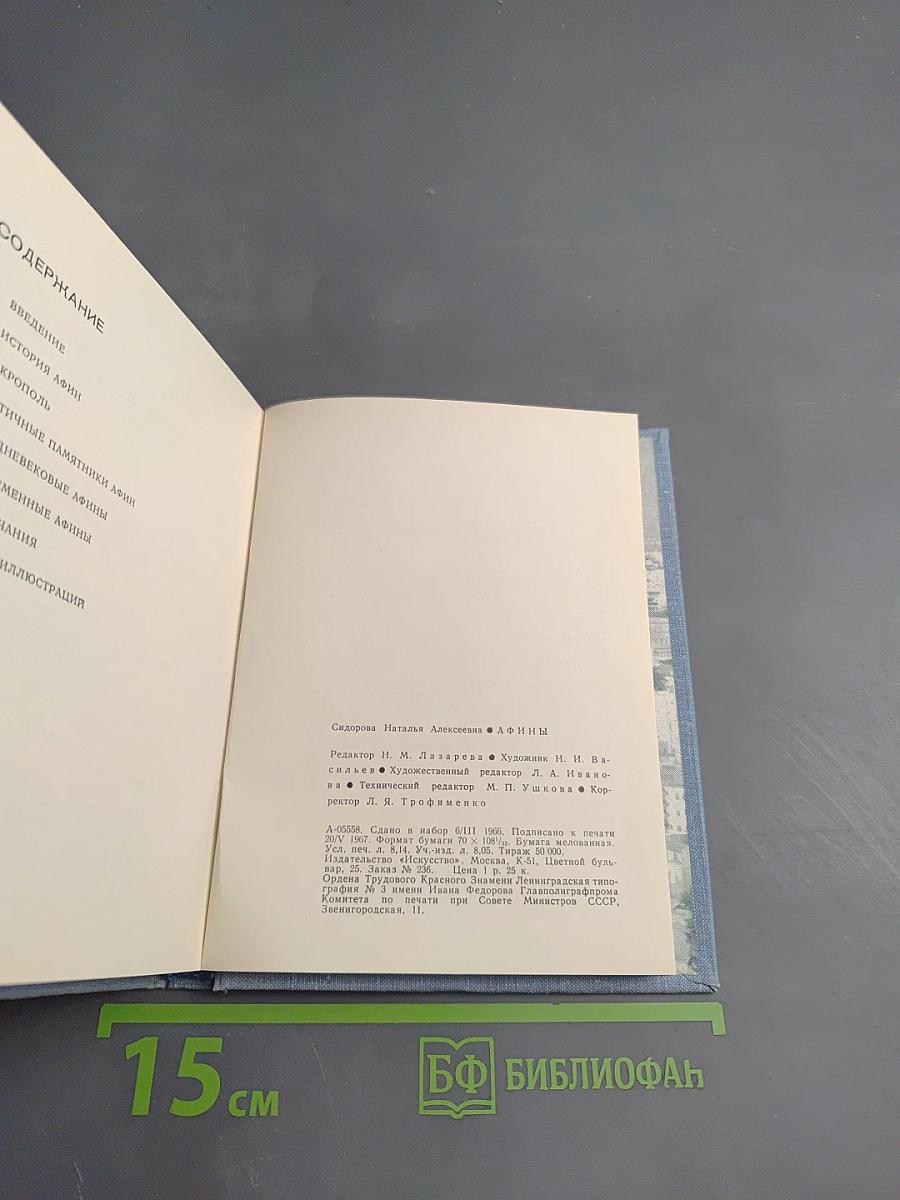 СОДЕРЖАНИЕ
ВВЕДЕНИЕ
ИСТОРИЯ АФИН
КРОПОЛЬ
ТИЧНЫЕ ПАМЯТНИКИ АФИН
ДНЕВЕКОВЫЕ АФИНЫ
ЕМЕННЫЕ АФИНЫ
ЧАНИЯ
ИЛЛЮСТРАЦИЙ
Сидорова Наталья Алексеевна ● АФИНЫ
Редактор Н. М. Лазарева ● Художник Н. И. Ва-
сильев ● Художественный редактор Л. А. Ивано-
ва ● Технический редактор М. П. Ушкова ● Кор-
ректор Л. Я. Трофименко
А-05558. Сдано в набор 6/III 1966. Подписано к печати
20/V 1967. Формат бумаги 70 × 108¹/₃₂. Бумага мелованная.
Усл. печ. л. 8,14. Уч.-изд. л. 8,05. Тираж 50 000.
Издательство «Искусство», Москва, К-51, Цветной буль-
вар, 25. Заказ № 236. Цена 1 р. 25 к.
Ордена Трудового Красного Знамени Ленинградская типо-
графия № 3 имени Ивана Федорова Главполиграфпрома
Комитета по печати при Совете Министров СССР,
Звенигородская, 11.
15 см
БФ БИБЛИОФАћ